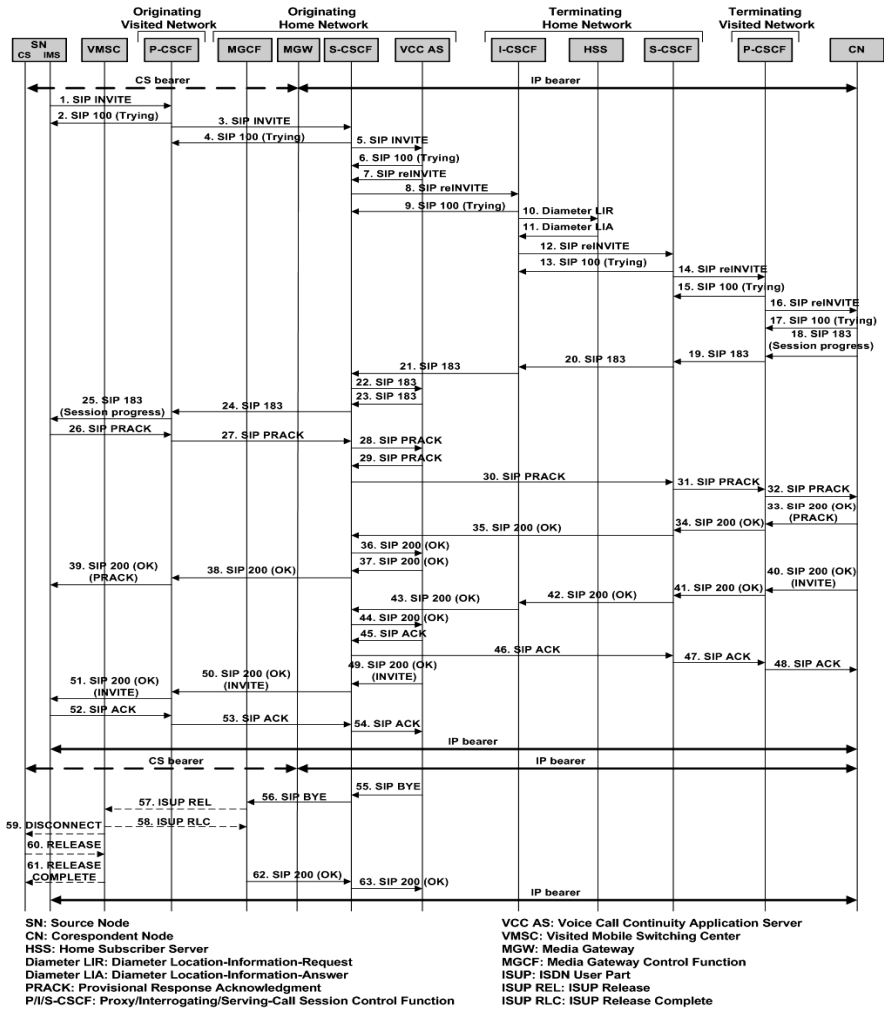 Originating
Visited Network
Originating
Home Network
Terminating
Home Network
Terminating
Visited Network
SN
CS IMS
VMSC
P-CSCF
MGCF
MGW
S-CSCF
VCC AS
I-CSCF
HSS
S-CSCF
P-CSCF
CN
CS bearer
IP bearer
1. SIP INVITE
2. SIP 100 (Trying)
3. SIP INVITE
4. SIP 100 (Trying)
5. SIP INVITE
6. SIP 100 (Trying)
7. SIP reINVITE
8. SIP reINVITE
9. SIP 100 (Trying)
10. Diameter LIR
11. Diameter LIA
12. SIP reINVITE
13. SIP 100 (Trying)
14. SIP reINVITE
15. SIP 100 (Trying)
16. SIP reINVITE
17. SIP 100 (Trying)
18. SIP 183
(Session progress)
19. SIP 183
20. SIP 183
21. SIP 183
22. SIP 183
23. SIP 183
24. SIP 183
25. SIP 183
(Session progress)
26. SIP PRACK
27. SIP PRACK
28. SIP PRACK
29. SIP PRACK
30. SIP PRACK
31. SIP PRACK
32. SIP PRACK
33. SIP 200 (OK)
(PRACK)
34. SIP 200 (OK)
35. SIP 200 (OK)
36. SIP 200 (OK)
37. SIP 200 (OK)
38. SIP 200 (OK)
39. SIP 200 (OK)
(PRACK)
40. SIP 200 (OK)
(INVITE)
41. SIP 200 (OK)
42. SIP 200 (OK)
43. SIP 200 (OK)
44. SIP 200 (OK)
45. SIP ACK
46. SIP ACK
47. SIP ACK
48. SIP ACK
49. SIP 200 (OK)
(INVITE)
50. SIP 200 (OK)
(INVITE)
51. SIP 200 (OK)
(INVITE)
52. SIP ACK
53. SIP ACK
54. SIP ACK
IP bearer
CS bearer
IP bearer
55. SIP BYE
56. SIP BYE
57. ISUP REL
58. ISUP RLC
59. DISCONNECT
60. RELEASE
61. RELEASE
COMPLETE
62. SIP 200 (OK)
63. SIP 200 (OK)
IP bearer
SN: Source Node
CN: Corespondent Node
HSS: Home Subscriber Server
Diameter LIR: Diameter Location-Information-Request
Diameter LIA: Diameter Location-Information-Answer
PRACK: Provisional Response Acknowledgment
P/I/S-CSCF: Proxy/Interrogating/Serving-Call Session Control Function
VCC AS: Voice Call Continuity Application Server
VMSC: Visited Mobile Switching Center
MGW: Media Gateway
MGCF: Media Gateway Control Function
ISUP: ISDN User Part
ISUP REL: ISUP Release
ISUP RLC: ISUP Release Complete